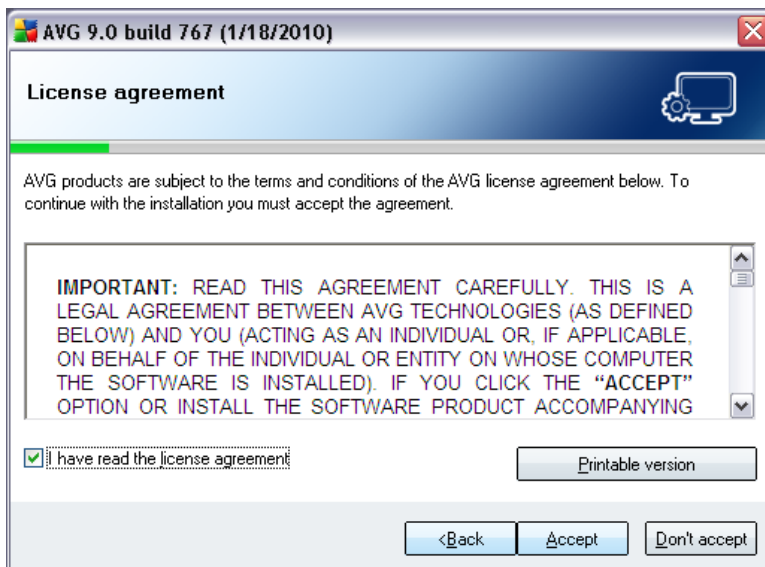 AVG 9.0 build 767 (1/18/2010)
License agreement
AVG products are subject to the terms and conditions of the AVG license agreement below. To
continue with the installation you must accept the agreement.
IMPORTANT: READ THIS AGREEMENT CAREFULLY. THIS IS A
LEGAL AGREEMENT BETWEEN AVG TECHNOLOGIES (AS DEFINED
BELOW) AND YOU (ACTING AS AN INDIVIDUAL OR, IF APPLICABLE,
ON BEHALF OF THE INDIVIDUAL OR ENTITY ON WHOSE COMPUTER
THE SOFTWARE IS INSTALLED). IF YOU CLICK THE “ACCEPT”
OPTION OR INSTALL THE SOFTWARE PRODUCT ACCOMPANYING
I have read the license agreement
Printable version
<Back
Accept
Don't accept